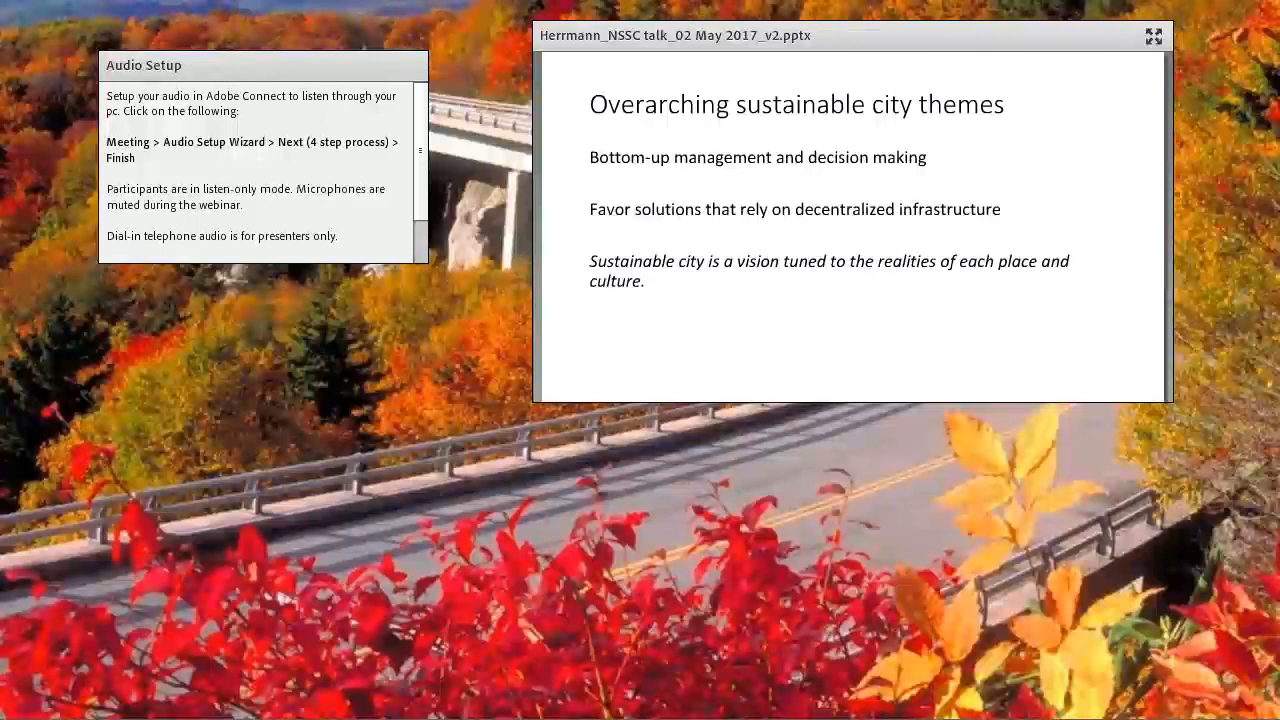 Audio Setup
Setup your audio in Adobe Connect to listen through your
pc. Click on the following:
Meeting > Audio Setup Wizard > Next (4 step process) >
Finish
Participants are in listen-only mode. Microphones are
muted during the webinar.
Dial-in telephone audio is for presenters only.
Herrmann_NSSC talk_02 May 2017_v2.pptx
Overarching sustainable city themes
Bottom-up management and decision making
Favor solutions that rely on decentralized infrastructure
Sustainable city is a vision tuned to the realities of each place and
culture.